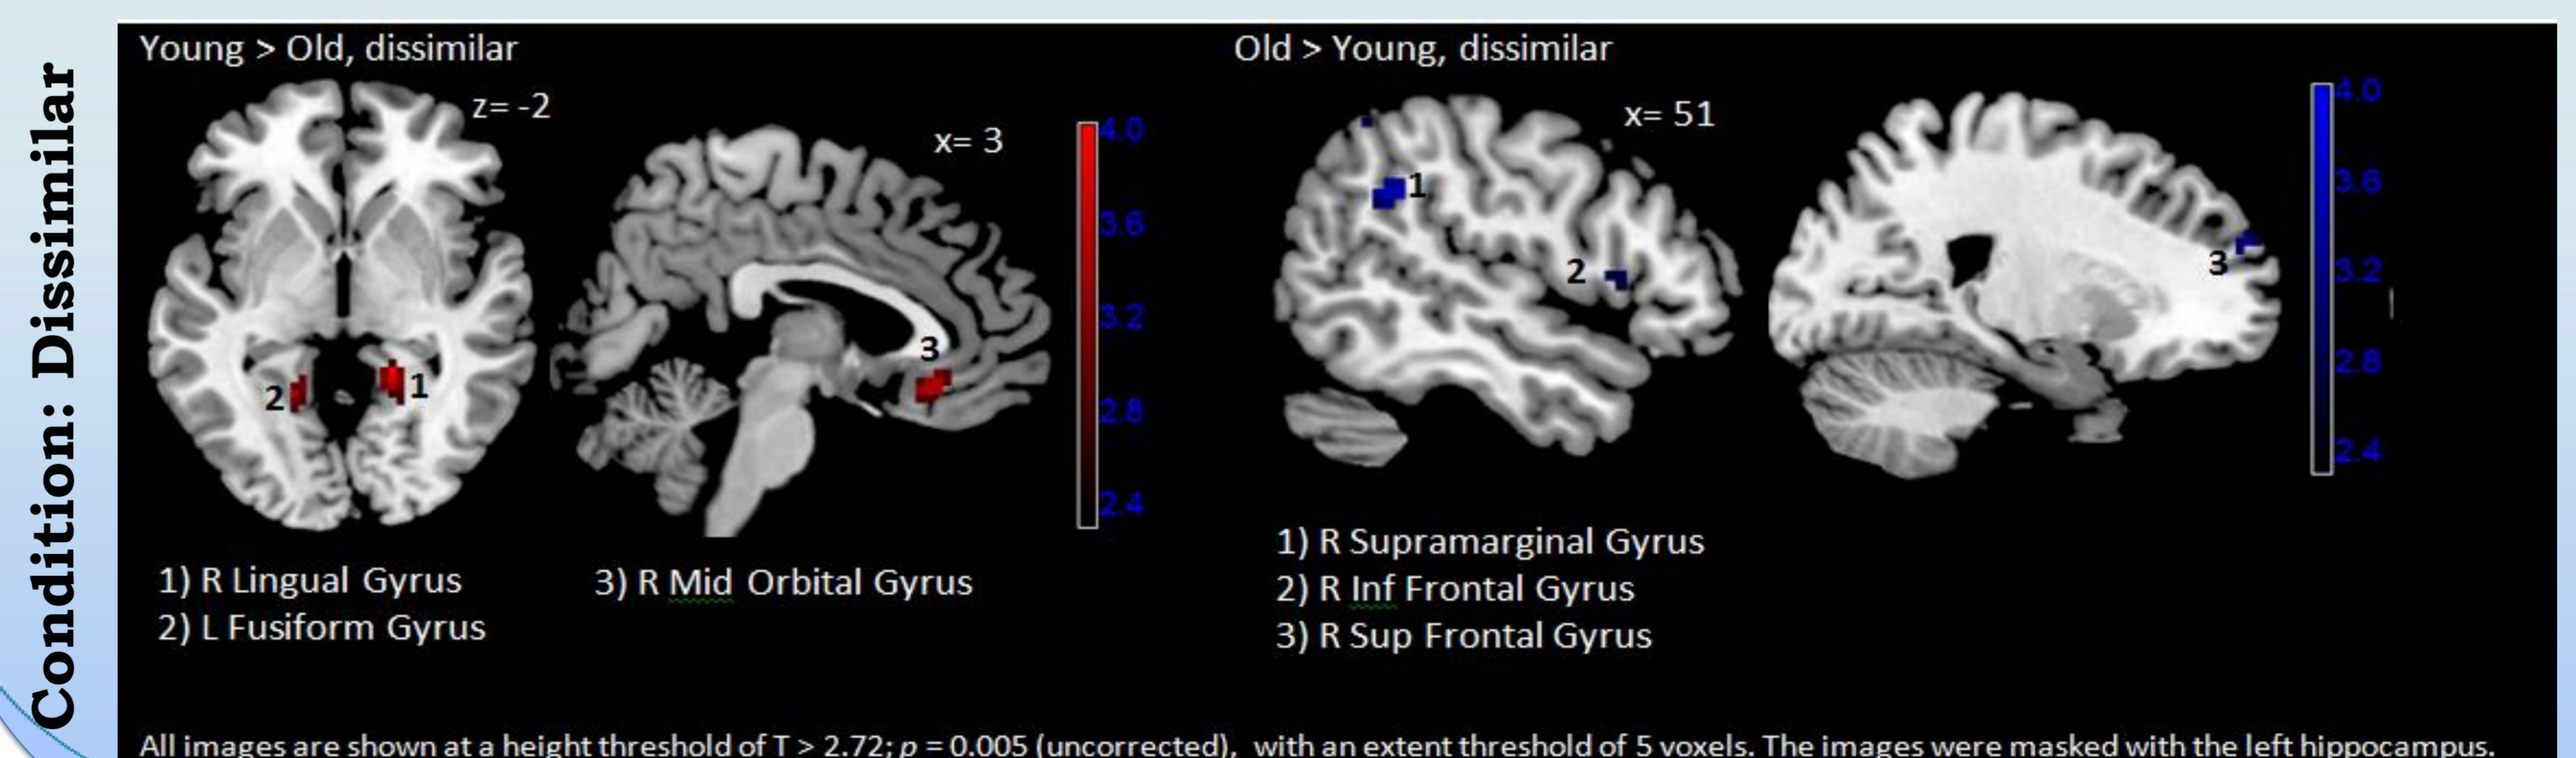 Condition: Dissimilar
Young > Old, dissimilar
z= -2
x= 3
4.0
3.6
3.2
2.8
2.4
2
1
3
1) R Lingual Gyrus
2) L Fusiform Gyrus
3) R Mid Orbital Gyrus
Old > Young, dissimilar
x= 51
4.0
3.6
3.2
2.8
2.4
1
2
3
1) R Supramarginal Gyrus
2) R Inf Frontal Gyrus
3) R Sup Frontal Gyrus
All images are shown at a height threshold of T > 2.72; p = 0.005 (uncorrected), with an extent threshold of 5 voxels. The images were masked with the left hippocampus.